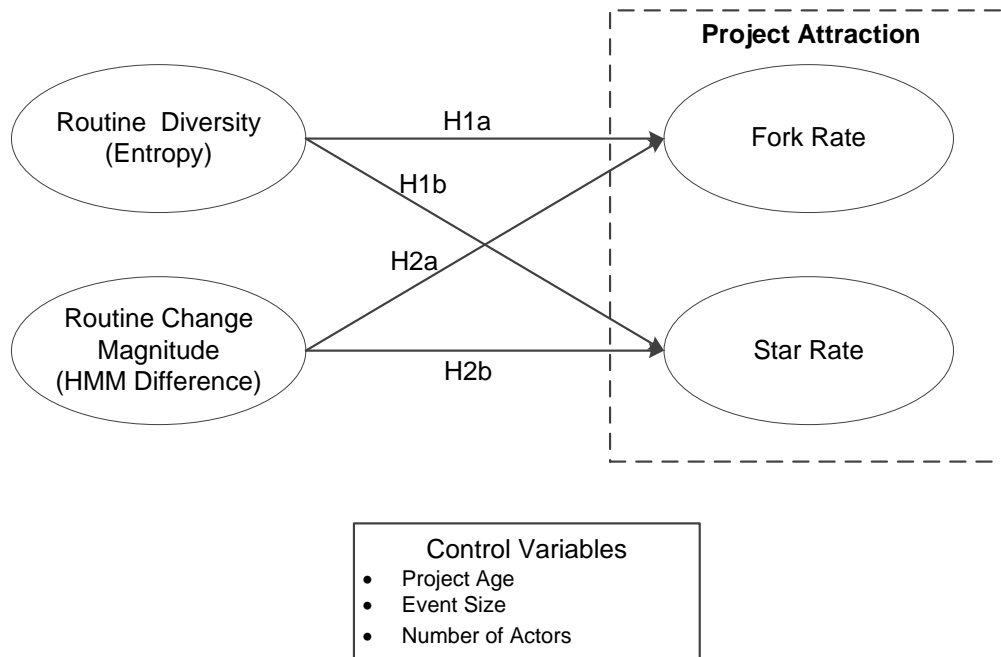 Project Attraction
Routine Diversity
(Entropy)
H1a
Fork Rate
H1b
H2a
Routine Change
Magnitude
(HMM Difference)
H2b
Star Rate
Control Variables
• Project Age
• Event Size
• Number of Actors